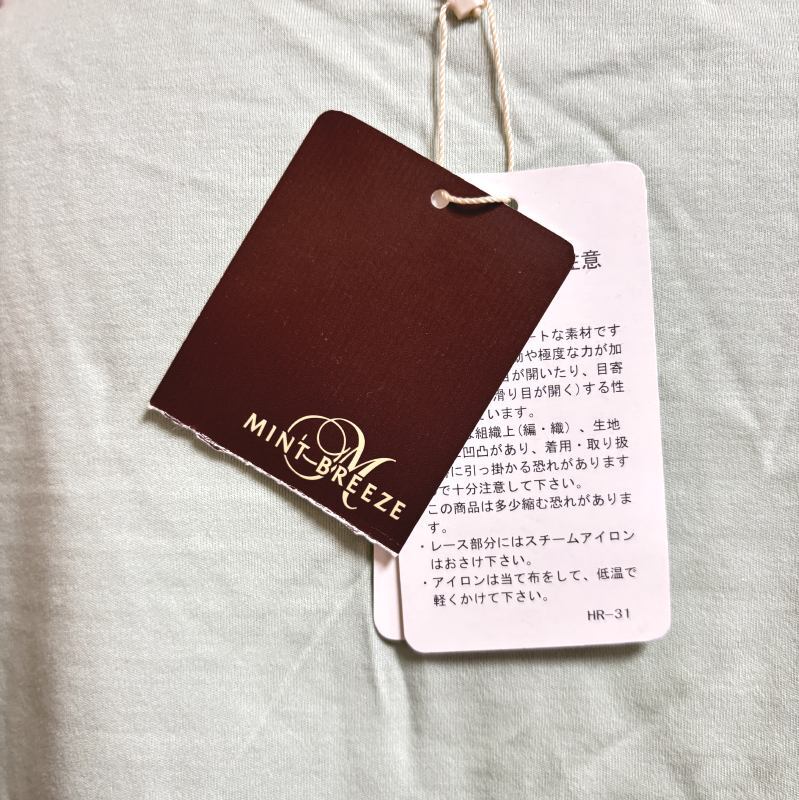 MINT BREEZE
M
注意
ートな素材です
や極度な力が加
が開いたり、目寄
滑り目が開く)する性
います。
は組織上(編・織)、生地
凹凸があり、着用・取り扱
に引っ掛かる恐れがあります
で十分注意して下さい。
この商品は多少縮む恐れがありま
す。
・レース部分にはスチームアイロン
はおさけ下さい。
・アイロンは当て布をして、低温で
軽くかけて下さい。
HR-31